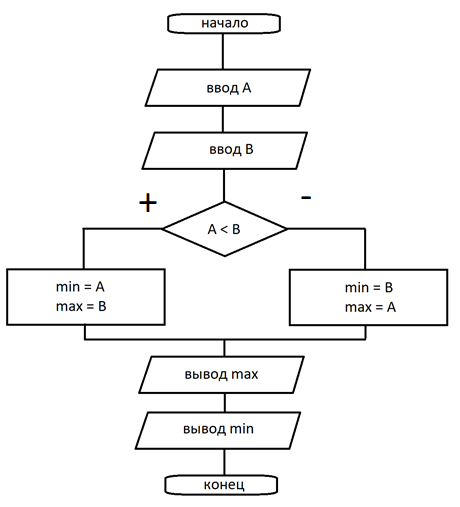 начало
ввод A
ввод B
+
-
A < B
min = A
max = B
min = B
max = A
вывод max
вывод min
конец